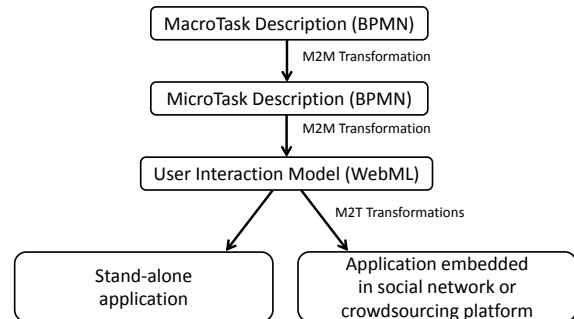 MacroTask Description (BPMN)
M2M Transformation
MicroTask Description (BPMN)
M2M Transformation
User Interaction Model (WebML)
M2T Transformations
Stand-alone
application
Application embedded
in social network or
crowdsourcing platform